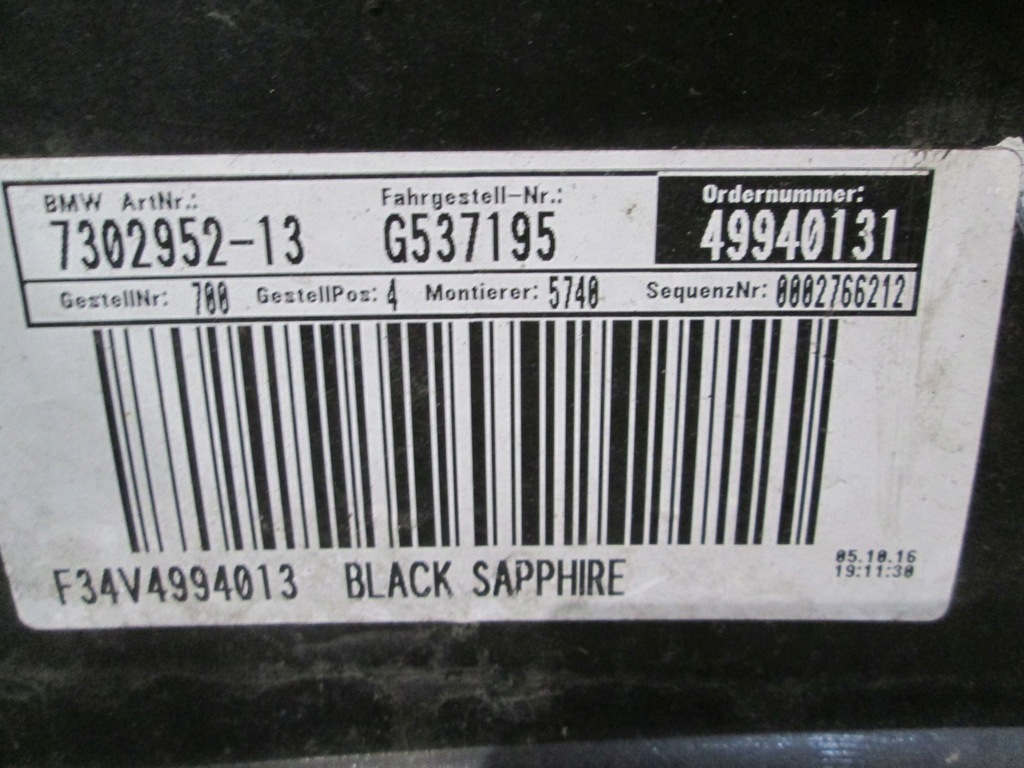 BMW ArtNr.: Fahrgestell-Nr.: Ordernummer:
7302952-13 G537195 49940131
GestellNr: 700 GestellPos: 4 Montierer: 5740 SequenzNr: 0002766212
F34V4994013 BLACK SAPPHIRE
05.10.16
19:11:30